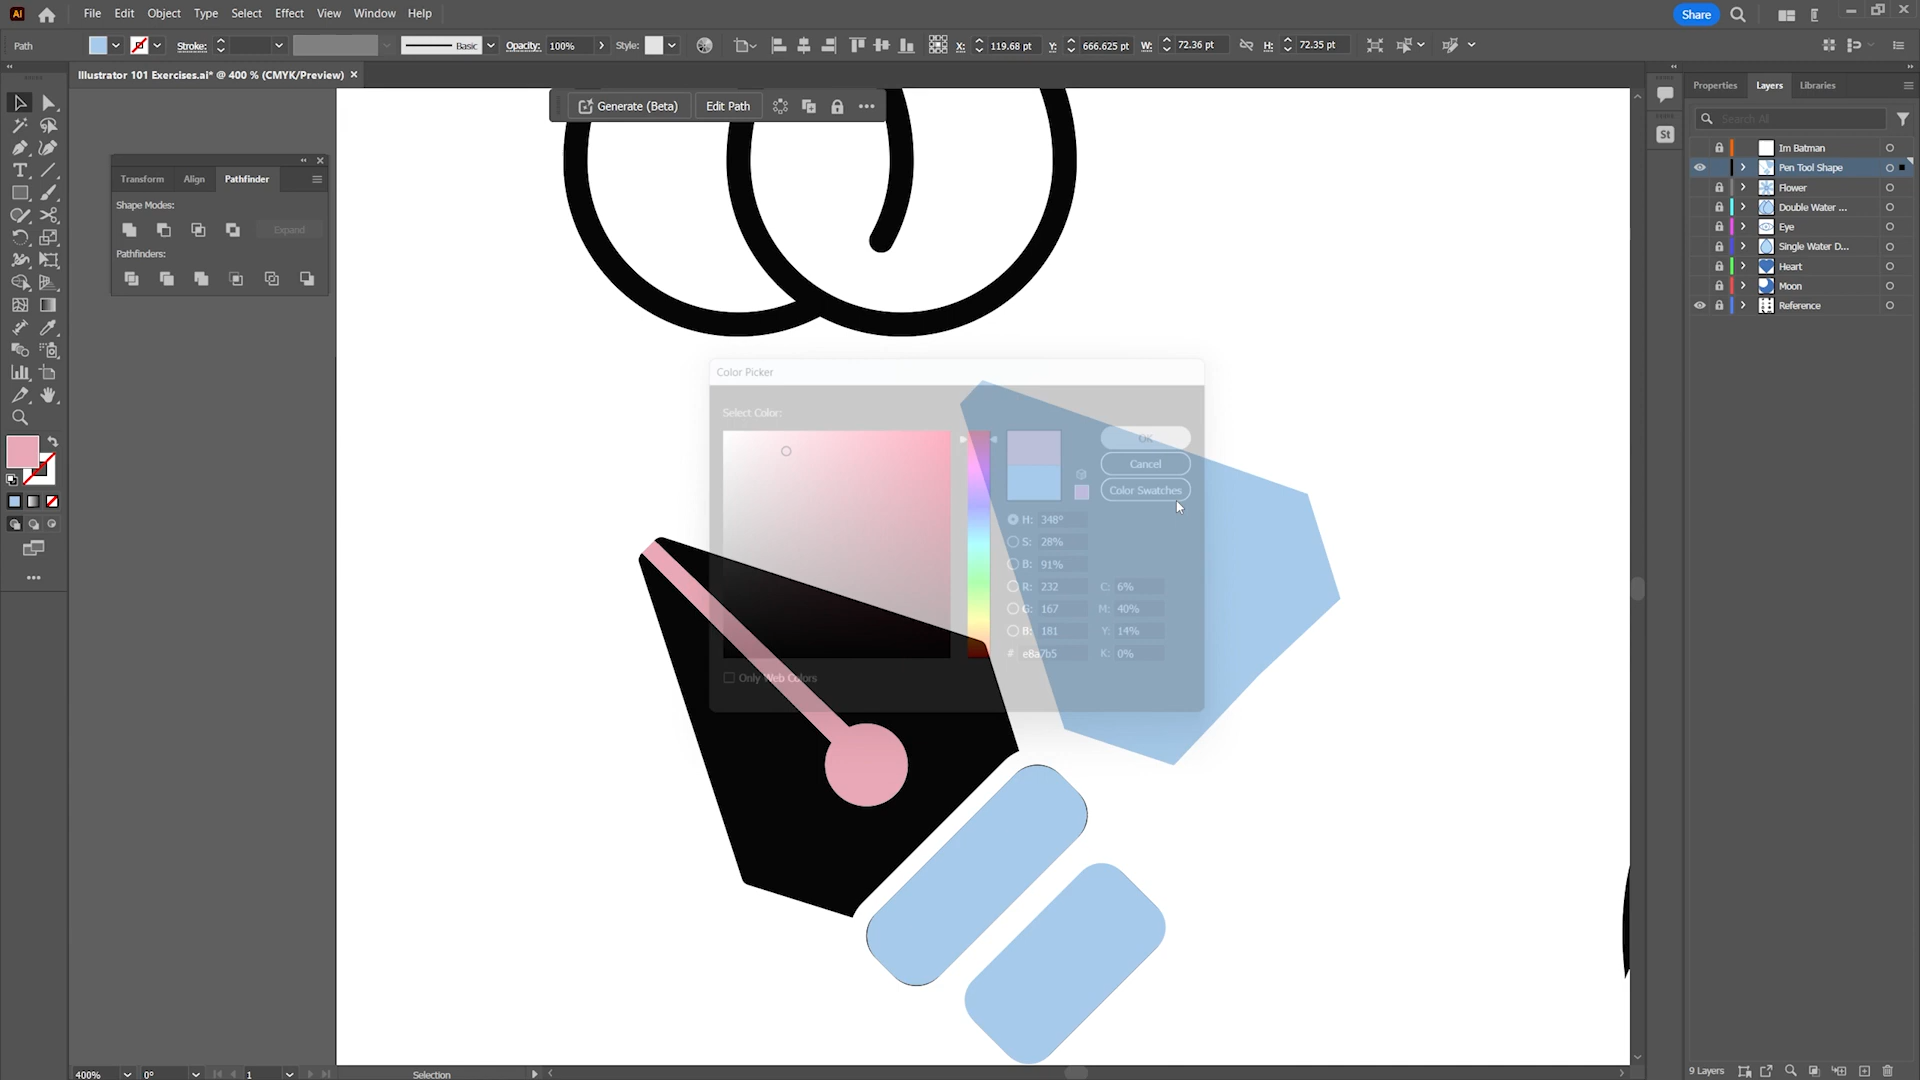 Ai File Edit Object Type Select Effect View Window Help Share
Path Stroke: Basic Opacity: 100% Style: X: 119.68 pt Y: 666.625 pt W: 72.36 pt H: 72.35 pt
Illustrator 101 Exercises.ai* @ 400 % (CMYK/Preview) ×
Generate (Beta) Edit Path
Properties Layers Libraries
Search All
St
Im Batman
Pen Tool Shape
Flower
Double Water ...
Eye
Single Water D...
Heart
Moon
Reference
Transform Align Pathfinder
Shape Modes:
Expand
Pathfinders:
Color Picker
Select Color:
OK
Cancel
Color Swatches
H: 348°
S: 28%
B: 91%
R: 232 C: 6%
G: 167 M: 40%
B: 181 Y: 14%
# e8a7b5 K: 0%
Only Web Colors
400% 0° 1 Selection
9 Layers